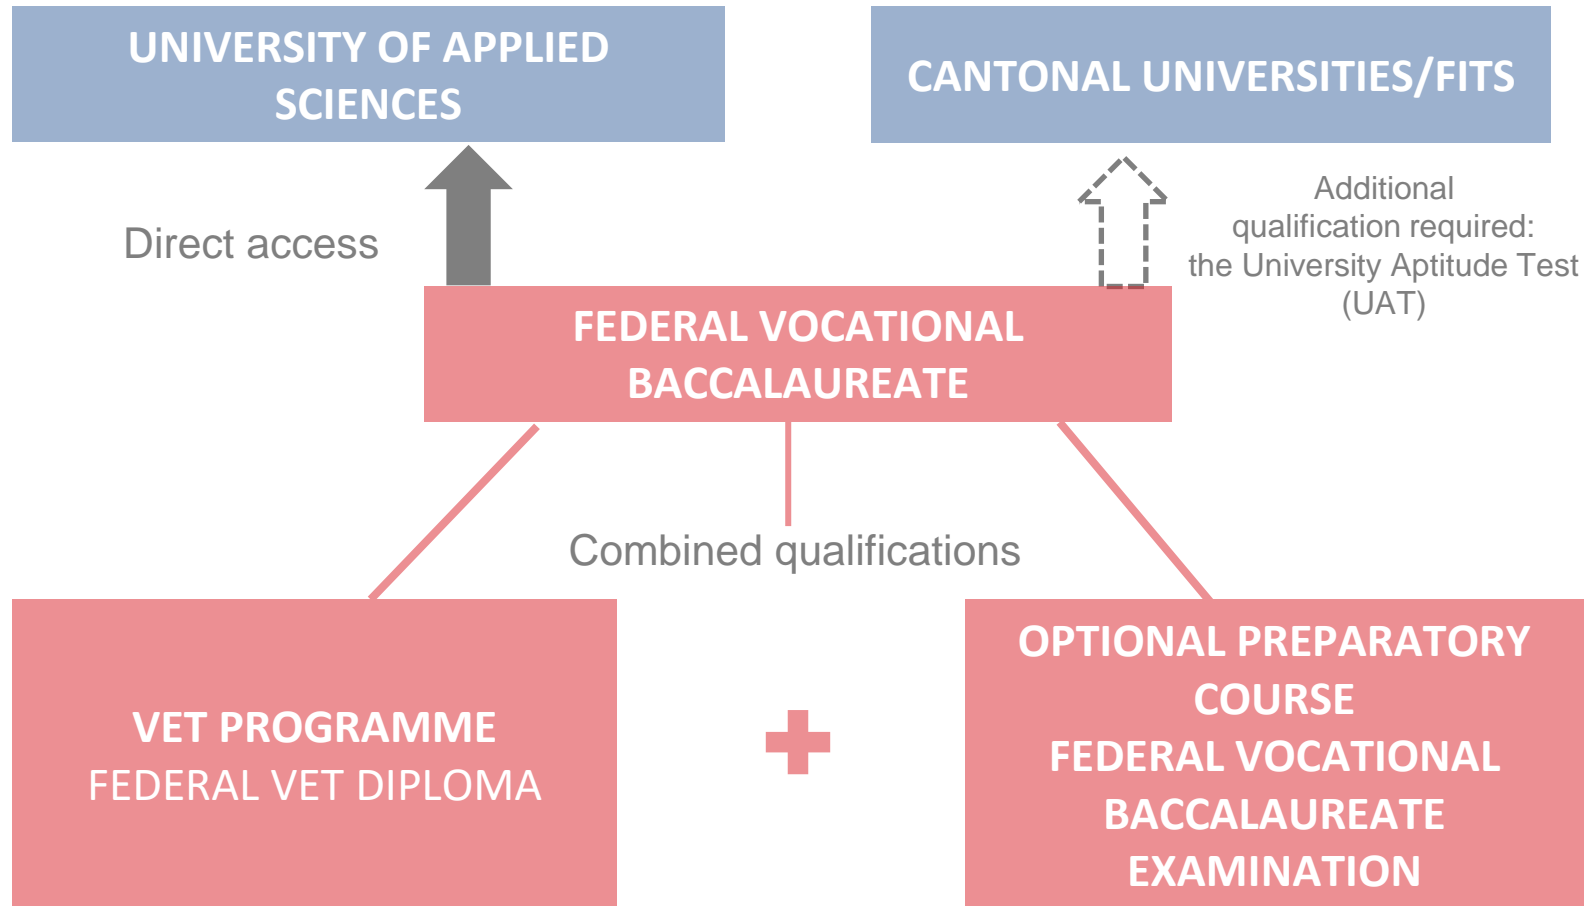 UNIVERSITY OF APPLIED
SCIENCES
CANTONAL UNIVERSITIES/FITS
Direct access
Additional
qualification required:
the University Aptitude Test
(UAT)
FEDERAL VOCATIONAL
BACCALAUREATE
Combined qualifications
VET PROGRAMME
FEDERAL VET DIPLOMA
OPTIONAL PREPARATORY
COURSE
FEDERAL VOCATIONAL
BACCALAUREATE
EXAMINATION